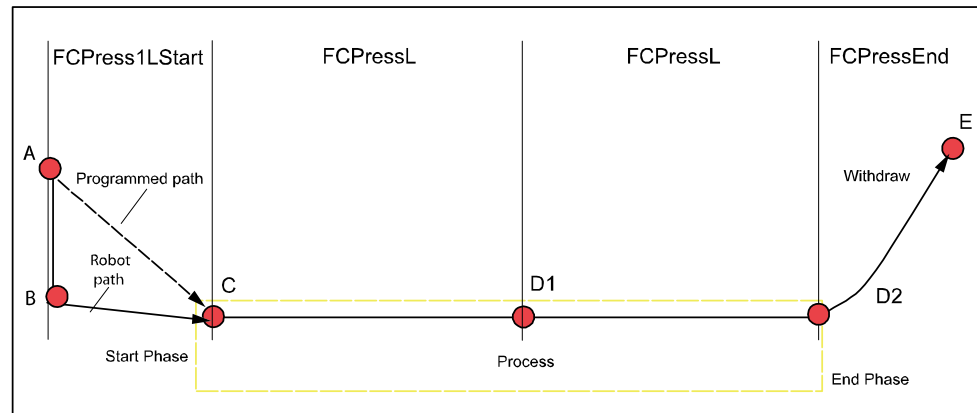 FCPress1LStart
FCPressL
FCPressL
FCPressEnd
E
A
Programmed path
Withdraw
Robot
path
B
C
D1
D2
Start Phase
Process
End Phase